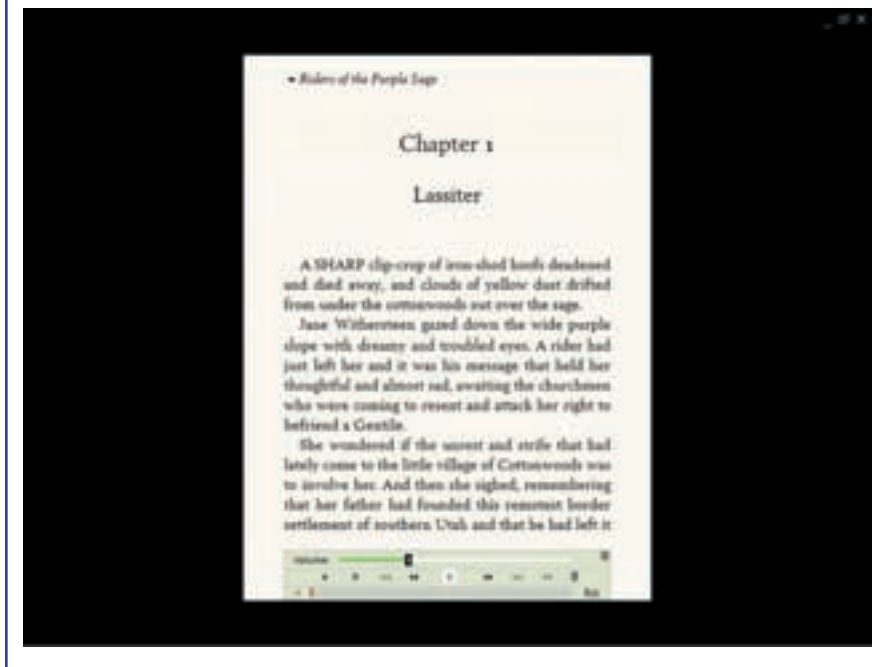 Riders of the Purple Sage
Chapter 1
Lassiter
A SHARP clip-crop of iron-shod hoofs deadened
and died away, and clouds of yellow dust drifted
from under the cottonwoods out over the sage.
Jane Withersteen gazed down the wide purple
slope with dreamy and troubled eyes. A rider had
just left her and it was his message that held her
thoughtful and almost sad, awaiting the churchmen
who were coming to resent and attack her right to
befriend a Gentile.
She wondered if the unrest and strife that had
lately come to the little village of Cottonwoods was
to involve her. And then she sighed, remembering
that her father had founded this remotest border
settlement of southern Utah and that he had left it
Volume